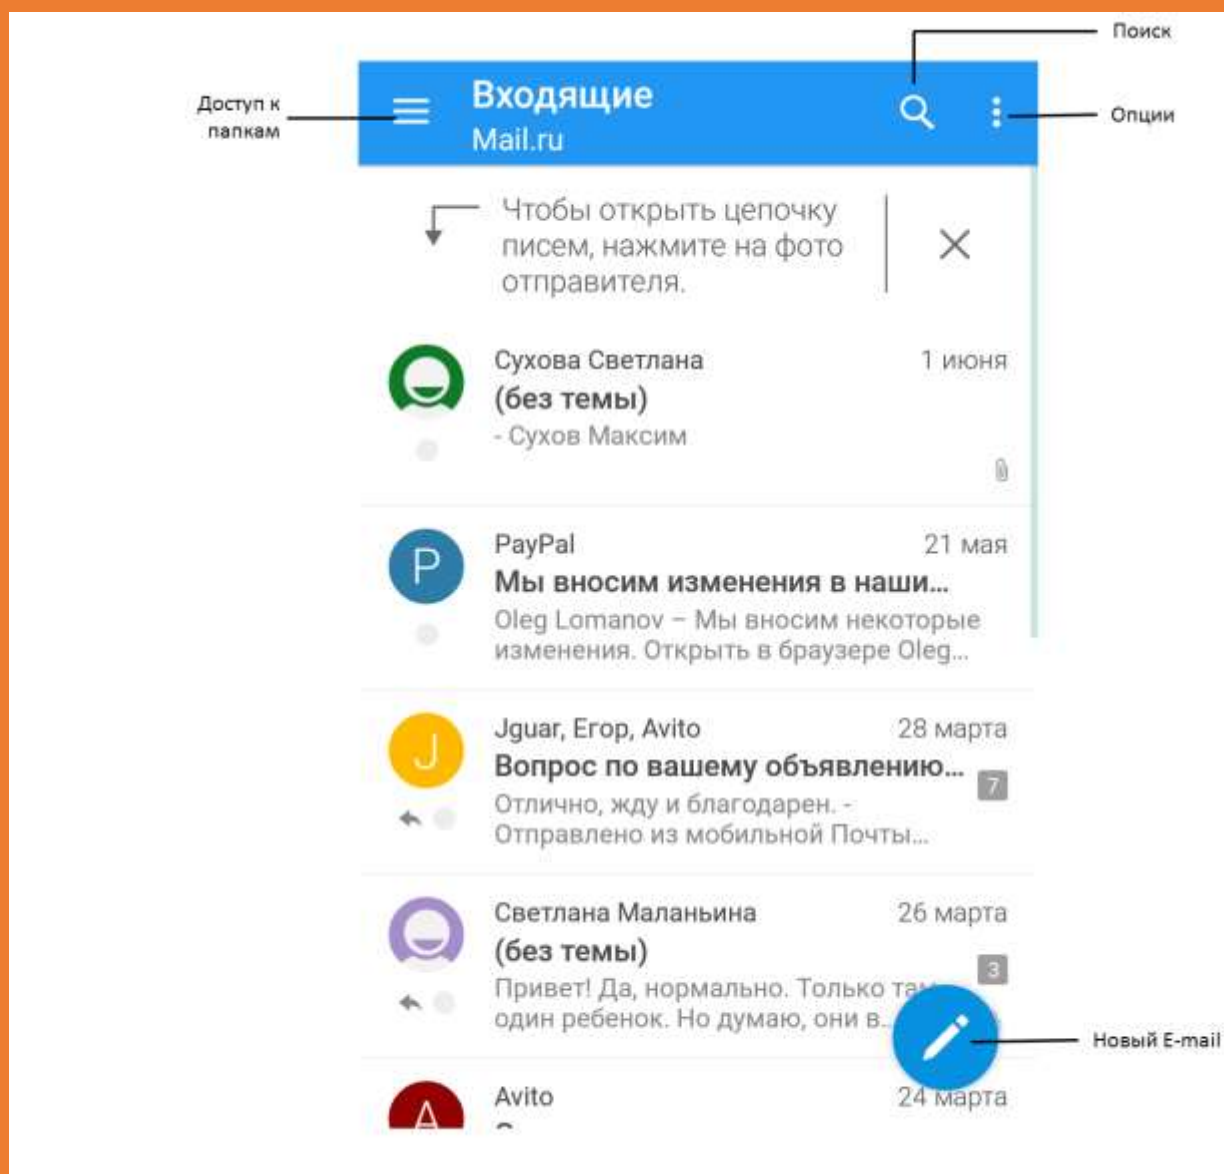 Поиск
Доступ к
папкам
Входящие
Mail.ru
Опции
Чтобы открыть цепочку
писем, нажмите на фото
отправителя.
Сухова Светлана
1 июня
(без темы)
- Сухов Максим
P
PayPal
21 мая
Мы вносим изменения в наши...
Oleg Lomanov – Мы вносим некоторые
изменения. Открыть в браузере Oleg...
J
Jguar, Егор, Avito
28 марта
Вопрос по вашему объявлению...
7
Отлично, жду и благодарен. -
Отправлено из мобильной Почты...
Светлана Маланьина
26 марта
(без темы)
3
Привет! Да, нормально. Только
один ребенок. Но думаю, они в...
Новый E-mail
A
Avito
24 марта